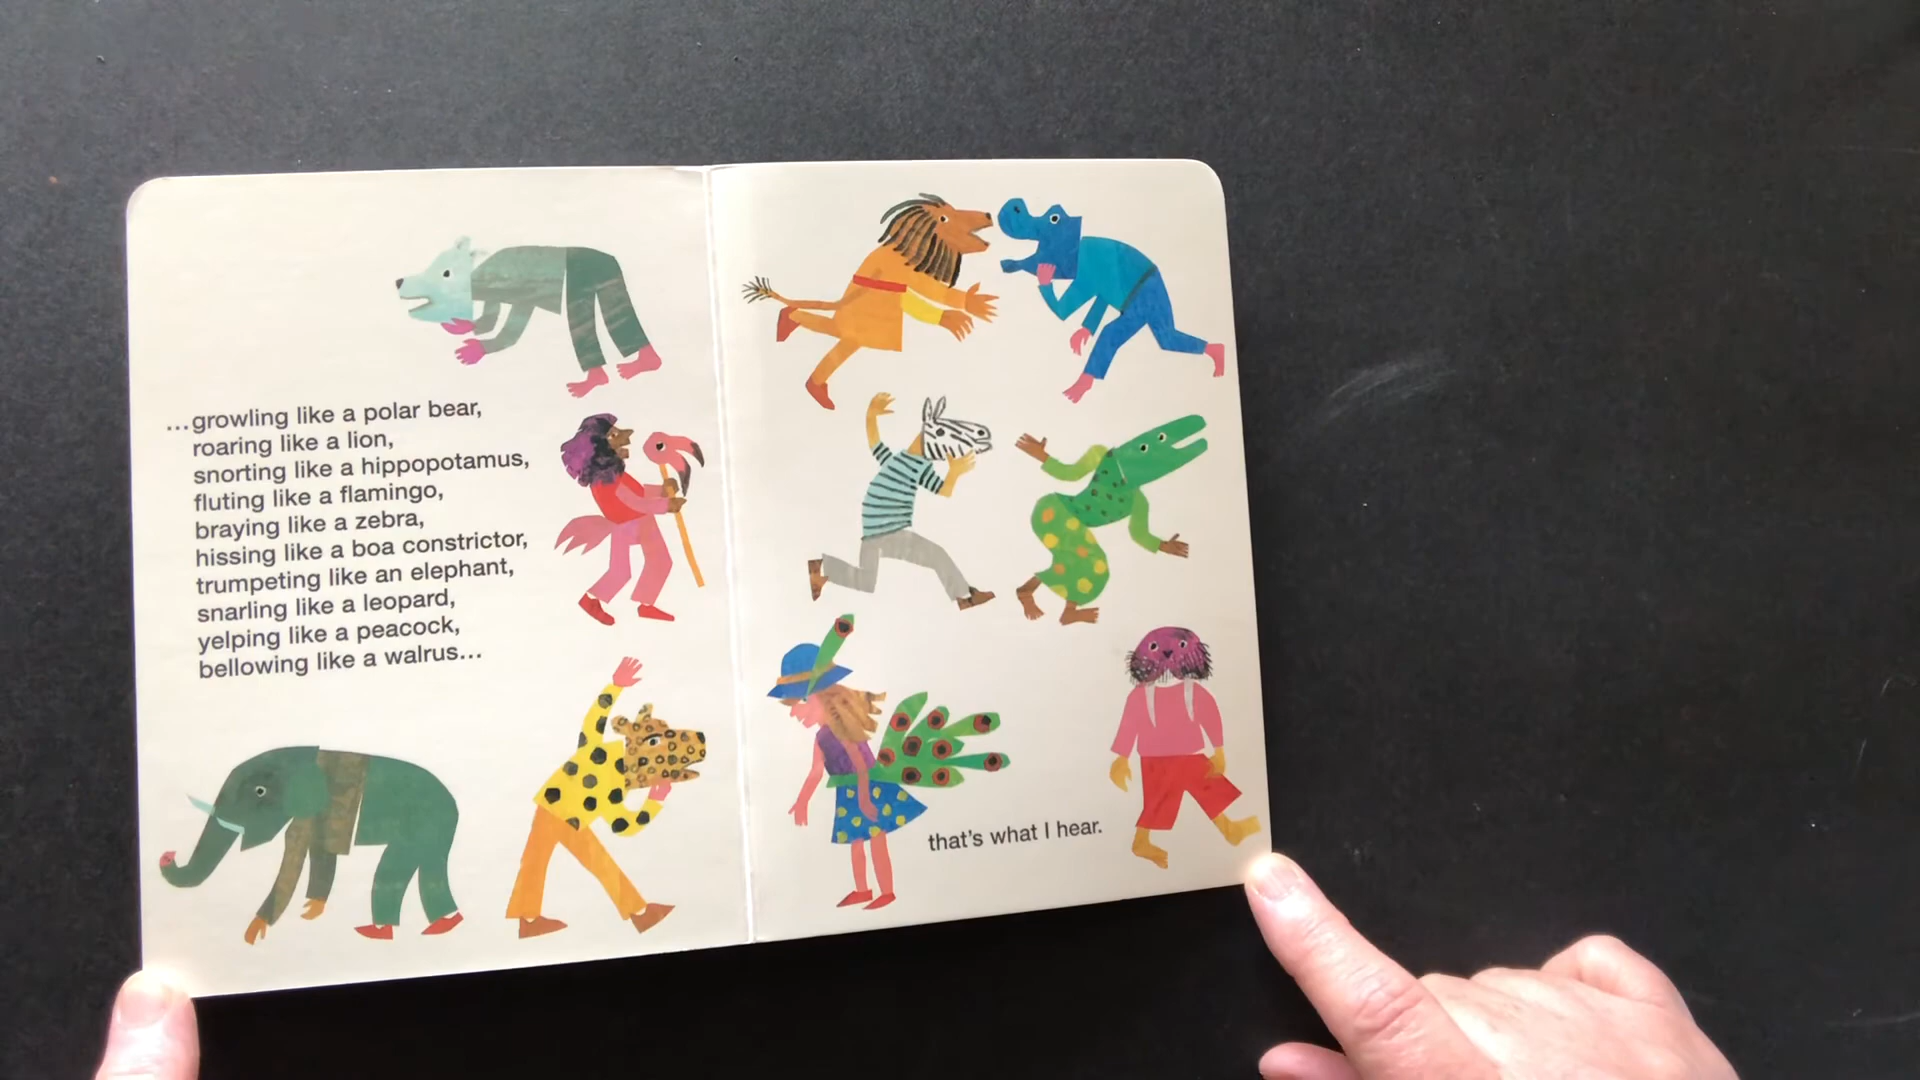 ...growling like a polar bear,
roaring like a lion,
snorting like a hippopotamus,
fluting like a flamingo,
braying like a zebra,
hissing like a boa constrictor,
trumpeting like an elephant,
snarling like a leopard,
yelping like a peacock,
bellowing like a walrus...
that's what I hear.